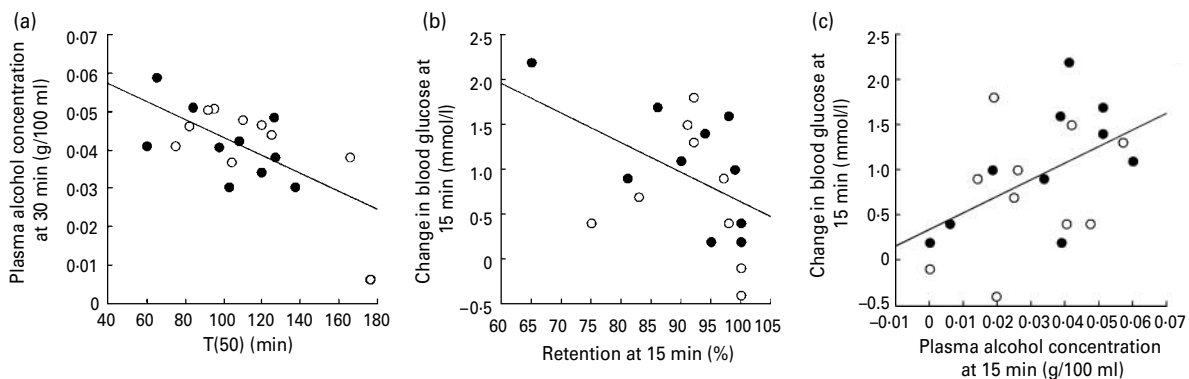 (a)
Plasma alcohol concentration
at 30 min (g/100 ml)
0·07
0·06
0·05
0·04
0·03
0·02
0·01
0
40 60 80 100 120 140 160 180
T(50) (min)
(b)
Change in blood glucose at
15 min (mmol/l)
2·5
2·0
1·5
1·0
0·5
0
−0·5
60 65 70 75 80 85 90 95 100 105
Retention at 15 min (%)
(c)
Change in blood glucose at
15 min (mmol/l)
2·5
2·0
1·5
1·0
0·5
0
−0·5
−0·01 0 0·01 0·02 0·03 0·04 0·05 0·06 0·07
Plasma alcohol concentration
at 15 min (g/100 ml)